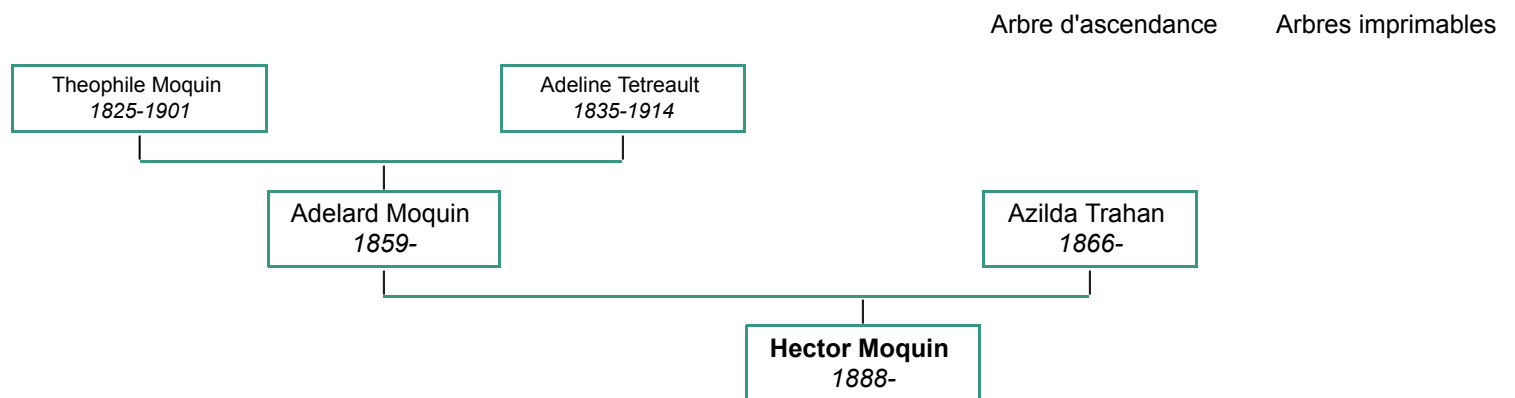 Arbre d'ascendance Arbres imprimables
Theophile Moquin
1825-1901
Adeline Tetreault
1835-1914
Adelard Moquin
1859-
Azilda Trahan
1866-
Hector Moquin
1888-